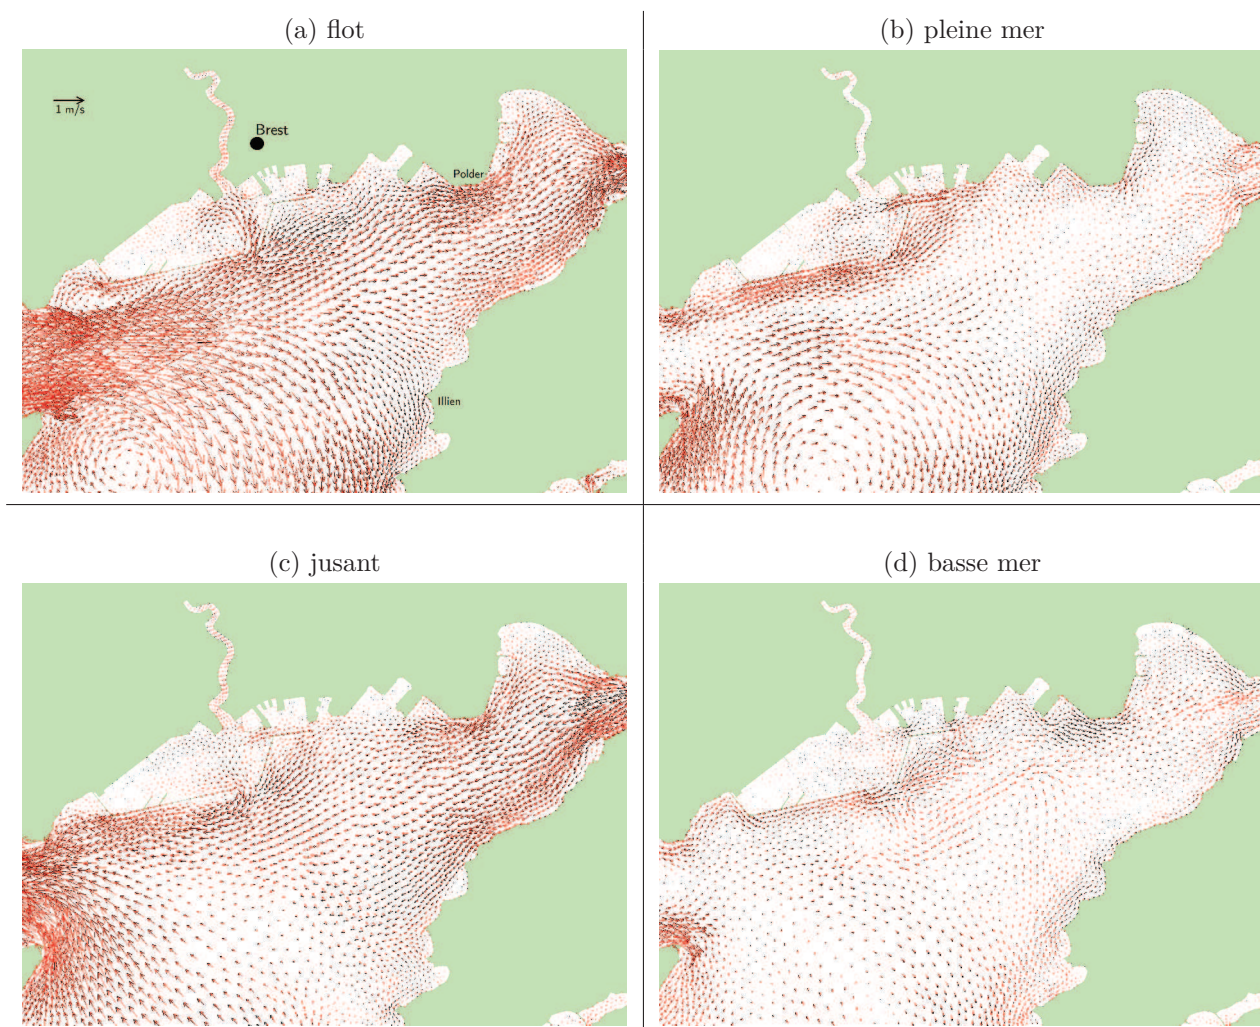 (a) flot
(b) pleine mer
1 m/s
Brest
Polder
Illien
(c) jusant
(d) basse mer